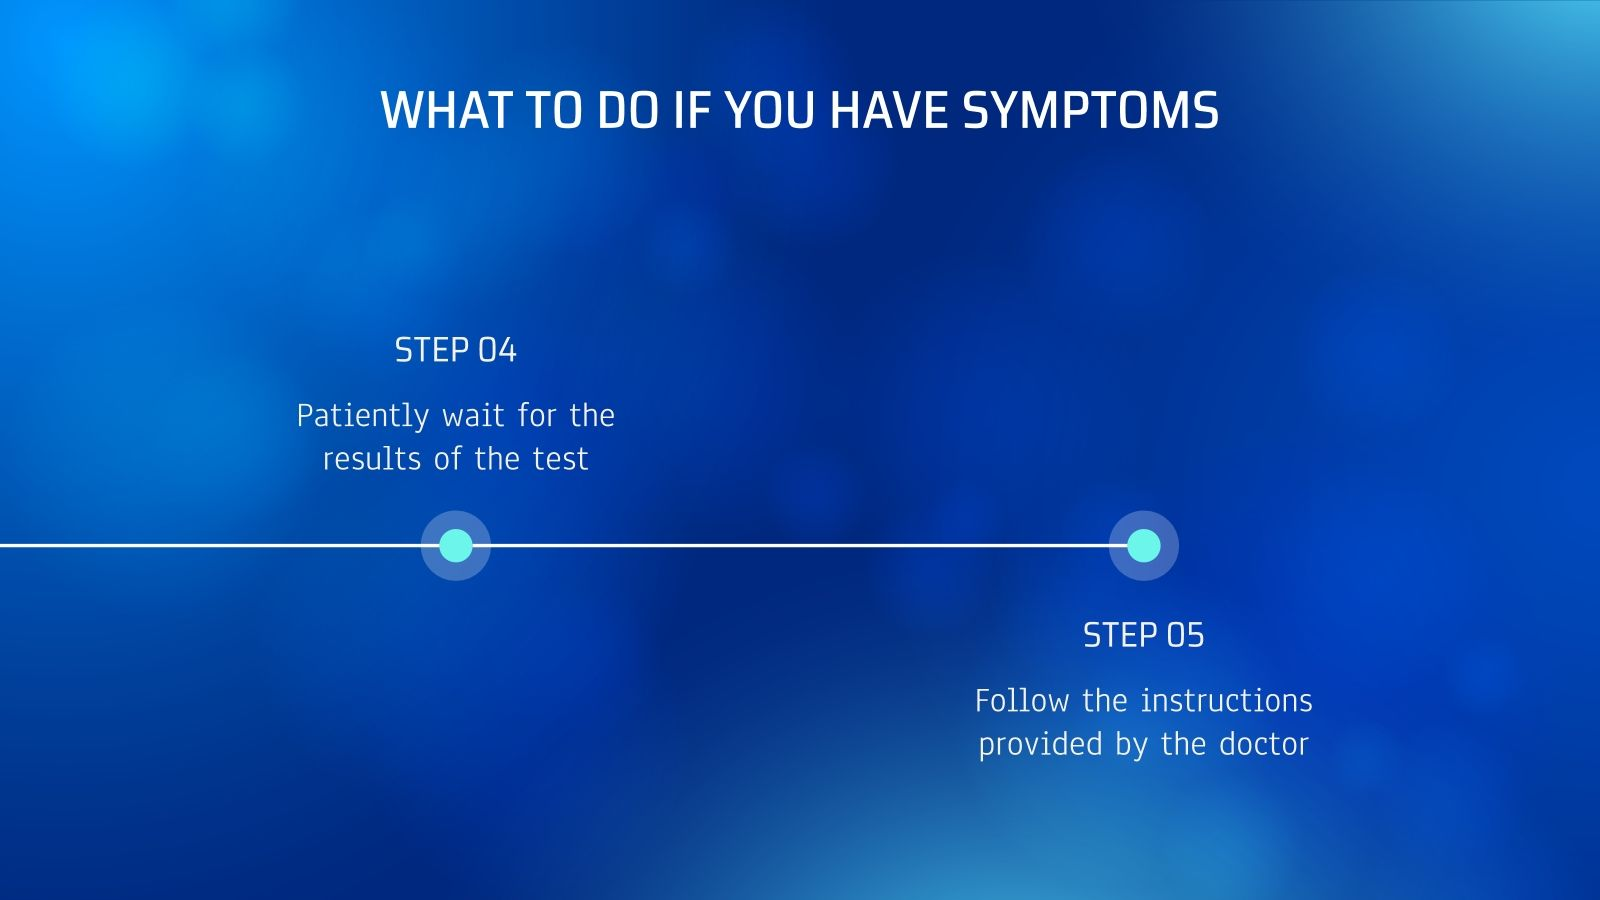 WHAT TO DO IF YOU HAVE SYMPTOMS
STEP 04
Patiently wait for the
results of the test
STEP 05
Follow the instructions
provided by the doctor